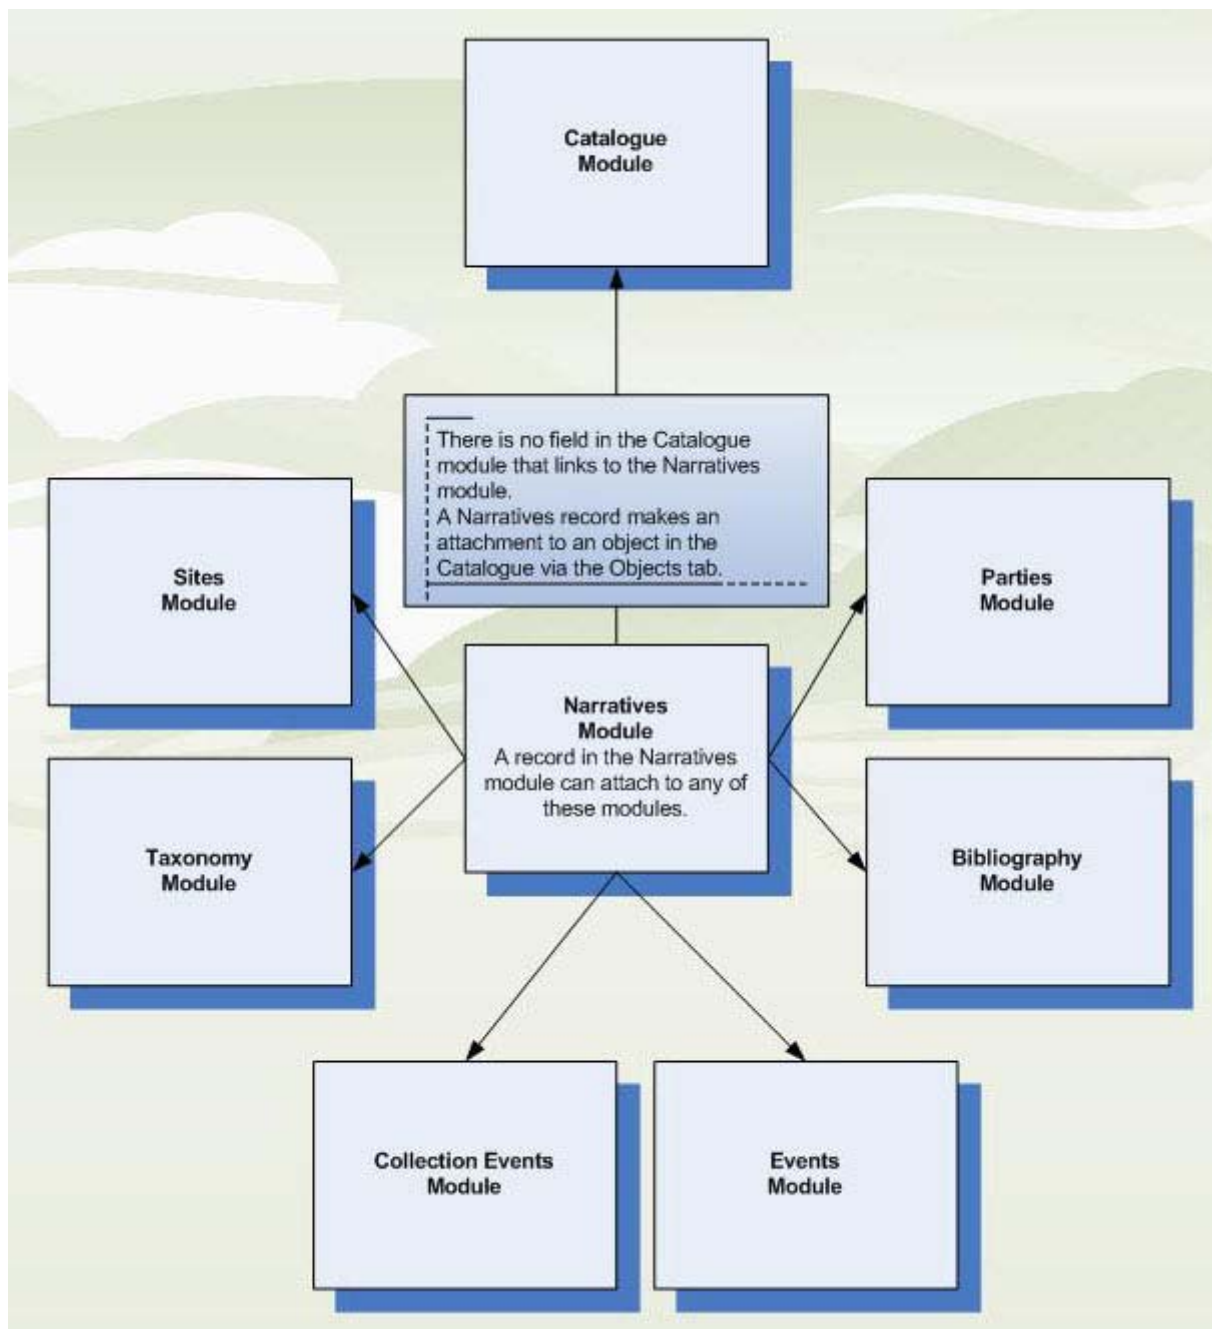 Catalogue
Module
There is no field in the Catalogue
module that links to the Narratives
module.
A Narratives record makes an
attachment to an object in the
Catalogue via the Objects tab.
Sites
Module
Parties
Module
Narratives
Module
A record in the Narratives
module can attach to any of
these modules.
Taxonomy
Module
Bibliography
Module
Collection Events
Module
Events
Module